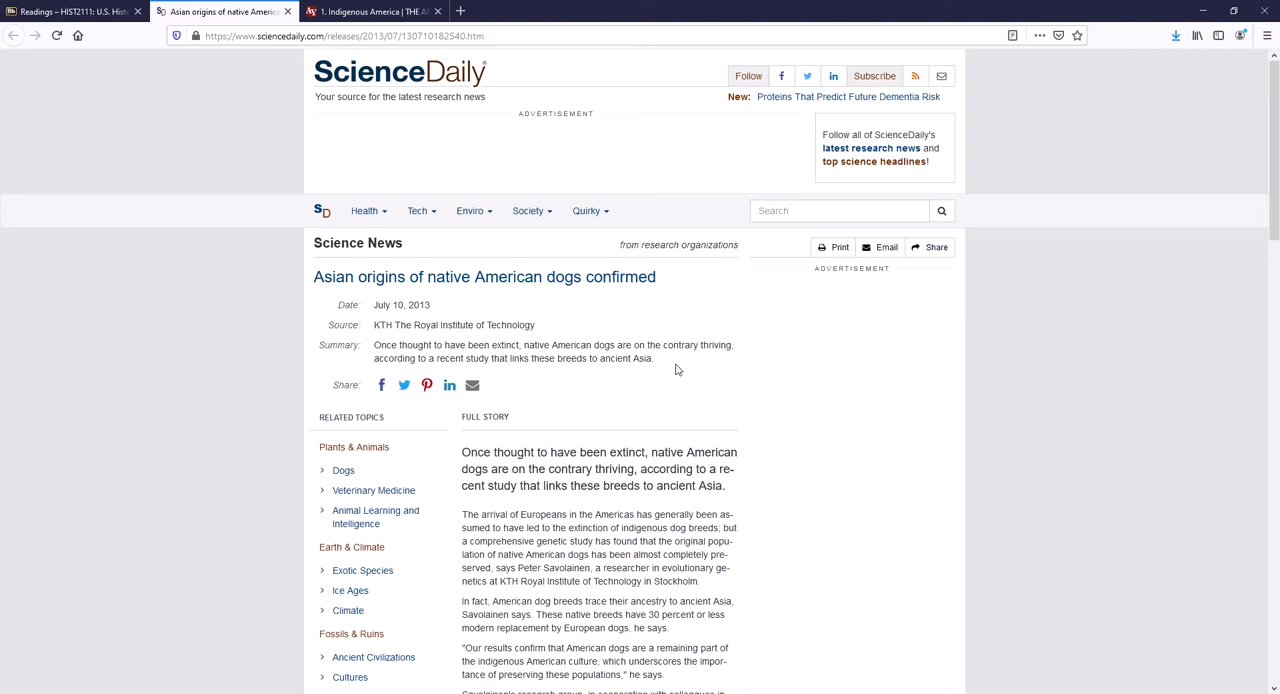 Readings – HIST2111: U.S. Hist
Asian origins of native America
1. Indigenous America | THE A
https://www.sciencedaily.com/releases/2013/07/130710182540.htm
ScienceDaily
Your source for the latest research news
Follow
Subscribe
New: Proteins That Predict Future Dementia Risk
ADVERTISEMENT
Follow all of ScienceDaily's
latest research news and
top science headlines!
SD
Health
Tech
Enviro
Society
Quirky
Search
Science News
from research organizations
Print
Email
Share
ADVERTISEMENT
Asian origins of native American dogs confirmed
Date: July 10, 2013
Source: KTH The Royal Institute of Technology
Summary: Once thought to have been extinct, native American dogs are on the contrary thriving,
according to a recent study that links these breeds to ancient Asia.
Share:
RELATED TOPICS
Plants & Animals
Dogs
Veterinary Medicine
Animal Learning and
Intelligence
Earth & Climate
Exotic Species
Ice Ages
Climate
Fossils & Ruins
Ancient Civilizations
Cultures
FULL STORY
Once thought to have been extinct, native American
dogs are on the contrary thriving, according to a re-
cent study that links these breeds to ancient Asia.
The arrival of Europeans in the Americas has generally been as-
sumed to have led to the extinction of indigenous dog breeds; but
a comprehensive genetic study has found that the original popu-
lation of native American dogs has been almost completely pre-
served, says Peter Savolainen, a researcher in evolutionary ge-
netics at KTH Royal Institute of Technology in Stockholm.
In fact, American dog breeds trace their ancestry to ancient Asia,
Savolainen says. These native breeds have 30 percent or less
modern replacement by European dogs, he says.
"Our results confirm that American dogs are a remaining part of
the indigenous American culture, which underscores the impor-
tance of preserving these populations," he says.
Savolainen's research group, in cooperation with colleagues in